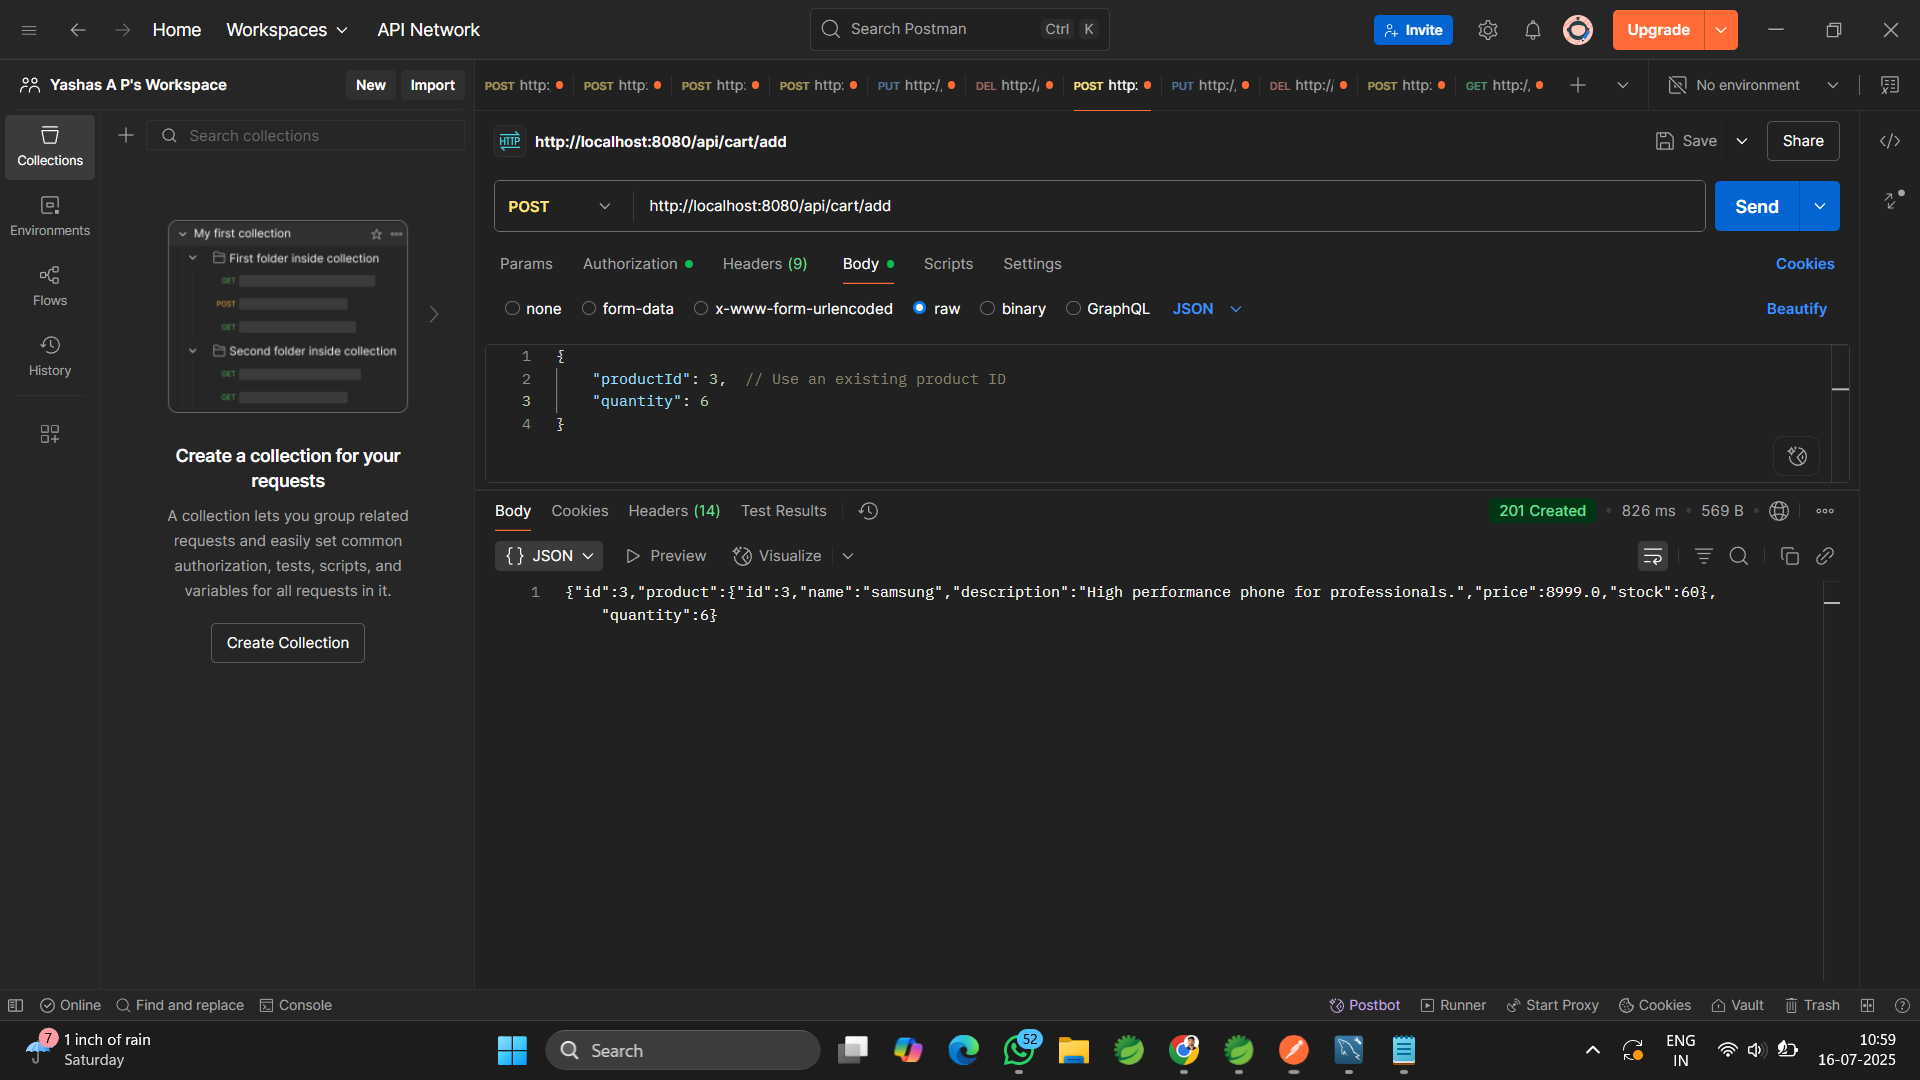 Home
Workspaces
API Network
Search Postman
Ctrl K
Invite
Upgrade
Yashas A P's Workspace
New
Import
POST http:
POST http:
POST http:
POST http:
PUT http:/,
DEL http://
POST http:
PUT http:/,
DEL http://
POST http:
GET http:/,
No environment
Collections
Environments
Flows
History
Search collections
My first collection
First folder inside collection
GET
POST
GET
Second folder inside collection
GET
GET
Create a collection for your
requests
A collection lets you group related
requests and easily set common
authorization, tests, scripts, and
variables for all requests in it.
Create Collection
HTTP
http://localhost:8080/api/cart/add
Save
Share
POST
http://localhost:8080/api/cart/add
Send
Params
Authorization
Headers (9)
Body
Scripts
Settings
Cookies
none
form-data
x-www-form-urlencoded
raw
binary
GraphQL
JSON
Beautify
1 {
2 "productId": 3, // Use an existing product ID
3 "quantity": 6
4 }
Body
Cookies
Headers (14)
Test Results
201 Created
826 ms
569 B
{} JSON
Preview
Visualize
1 {"id":3,"product":{"id":3,"name":"samsung","description":"High performance phone for professionals.","price":8999.0,"stock":60},
"quantity":6}
Online
Find and replace
Console
Postbot
Runner
Start Proxy
Cookies
Vault
Trash
7
1 inch of rain
Saturday
Search
52
ENG
IN
10:59
16-07-2025